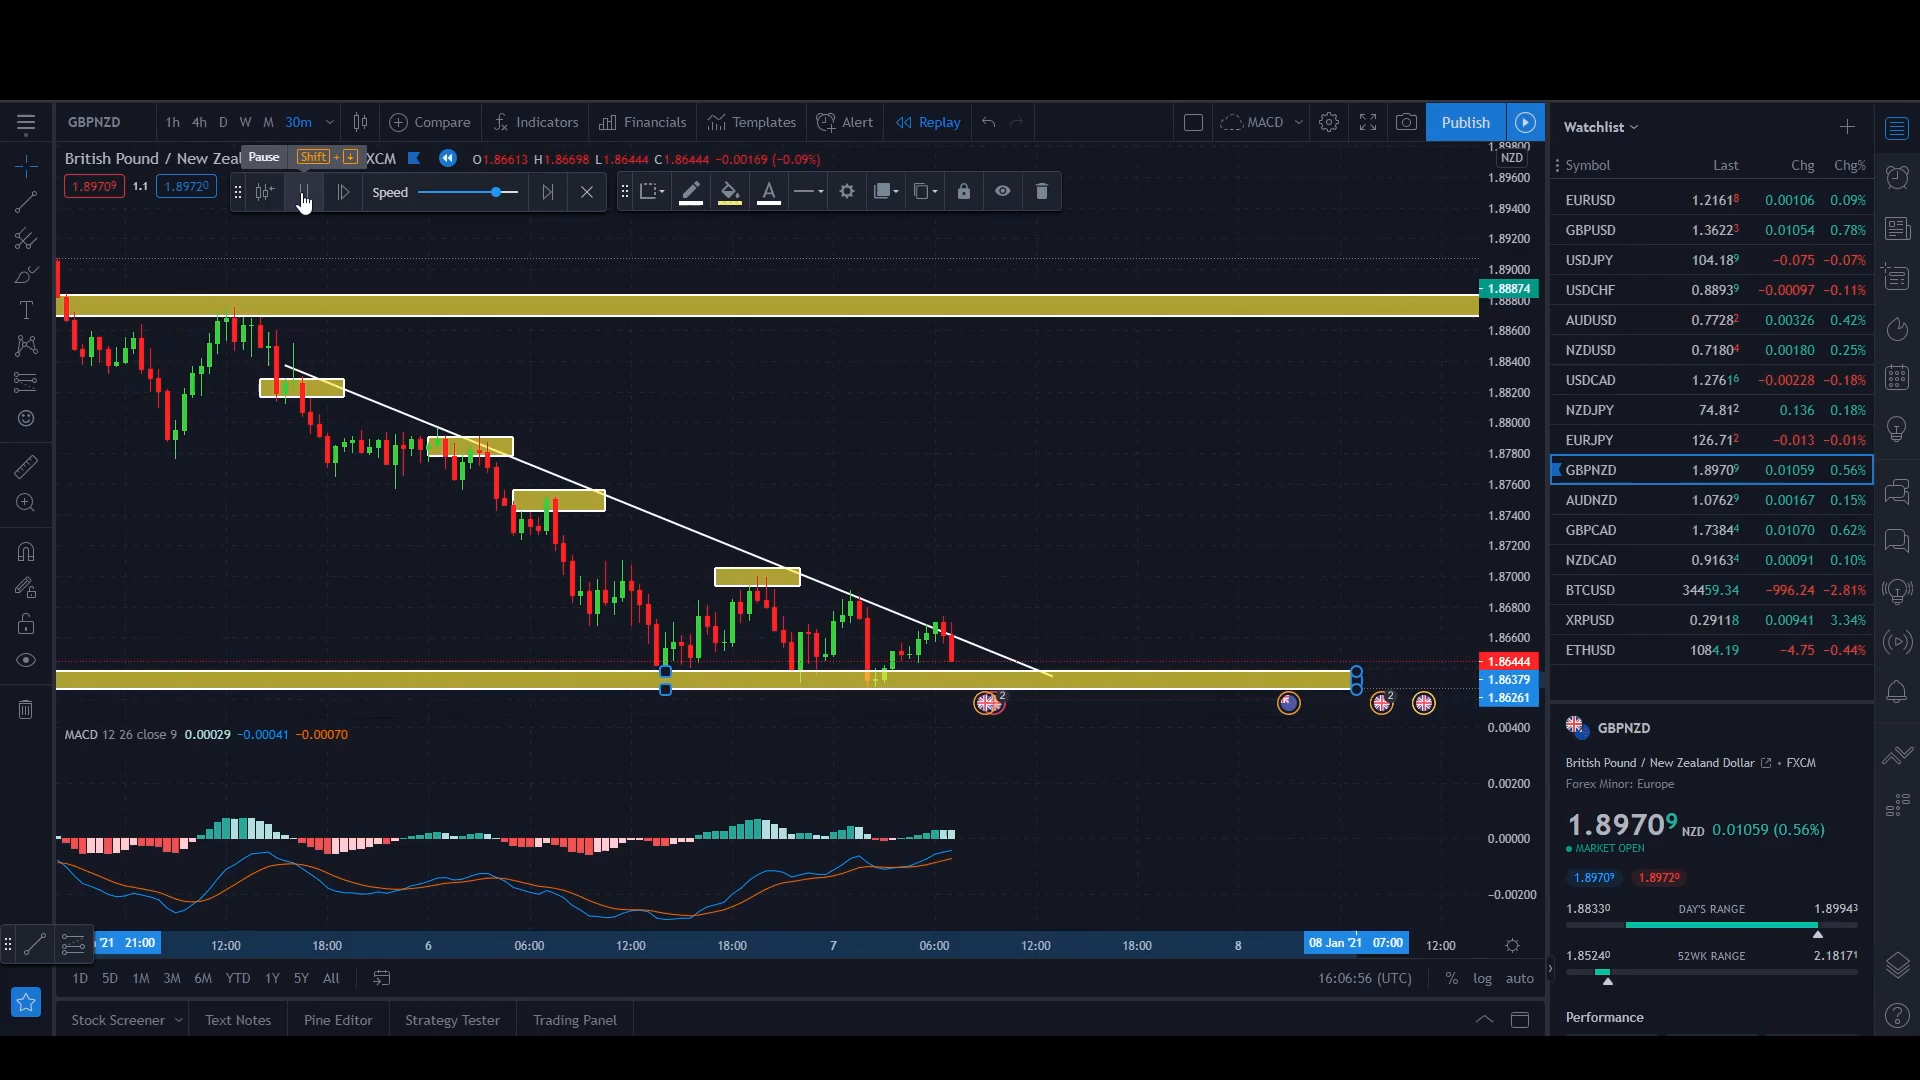 GBPNZD 1h 4h D W M 30m Compare Indicators Financials Templates Alert Replay MACD Publish
British Pound / New Zeal Pause Shift + ↓ XCM O1.86613 H1.86698 L1.86444 C1.86444 −0.00169 (−0.09%)
1.89709 1.1 1.89720 Speed
NZD
1.89800
1.89600
1.89400
1.89200
1.89000
1.88874
1.88800
1.88600
1.88400
1.88200
1.88000
1.87800
1.87600
1.87400
1.87200
1.87000
1.86800
1.86600
1.86444
1.86379
1.86261
2
2
MACD 12 26 close 9 0.00029 −0.00041 −0.00070
0.00400
0.00200
0.00000
−0.00200
'21 21:00 12:00 18:00 6 06:00 12:00 18:00 7 06:00 12:00 18:00 8 08 Jan '21 07:00 12:00
1D 5D 1M 3M 6M YTD 1Y 5Y All 16:06:56 (UTC) % log auto
Stock Screener Text Notes Pine Editor Strategy Tester Trading Panel
Watchlist
Symbol Last Chg Chg%
EURUSD 1.21618 0.00106 0.09%
GBPUSD 1.36223 0.01054 0.78%
USDJPY 104.189 −0.075 −0.07%
USDCHF 0.88939 −0.00097 −0.11%
AUDUSD 0.77282 0.00326 0.42%
NZDUSD 0.71804 0.00180 0.25%
USDCAD 1.27616 −0.00228 −0.18%
NZDJPY 74.812 0.136 0.18%
EURJPY 126.712 −0.013 −0.01%
GBPNZD 1.89709 0.01059 0.56%
AUDNZD 1.07629 0.00167 0.15%
GBPCAD 1.73844 0.01070 0.62%
NZDCAD 0.91634 0.00091 0.10%
BTCUSD 34459.34 −996.24 −2.81%
XRPUSD 0.29118 0.00941 3.34%
ETHUSD 1084.19 −4.75 −0.44%
GBPNZD
British Pound / New Zealand Dollar • FXCM
Forex Minor: Europe
1.89709 NZD 0.01059 (0.56%)
MARKET OPEN
1.89709 1.89720
1.88330 DAY'S RANGE 1.89943
1.85240 52WK RANGE 2.18171
Performance